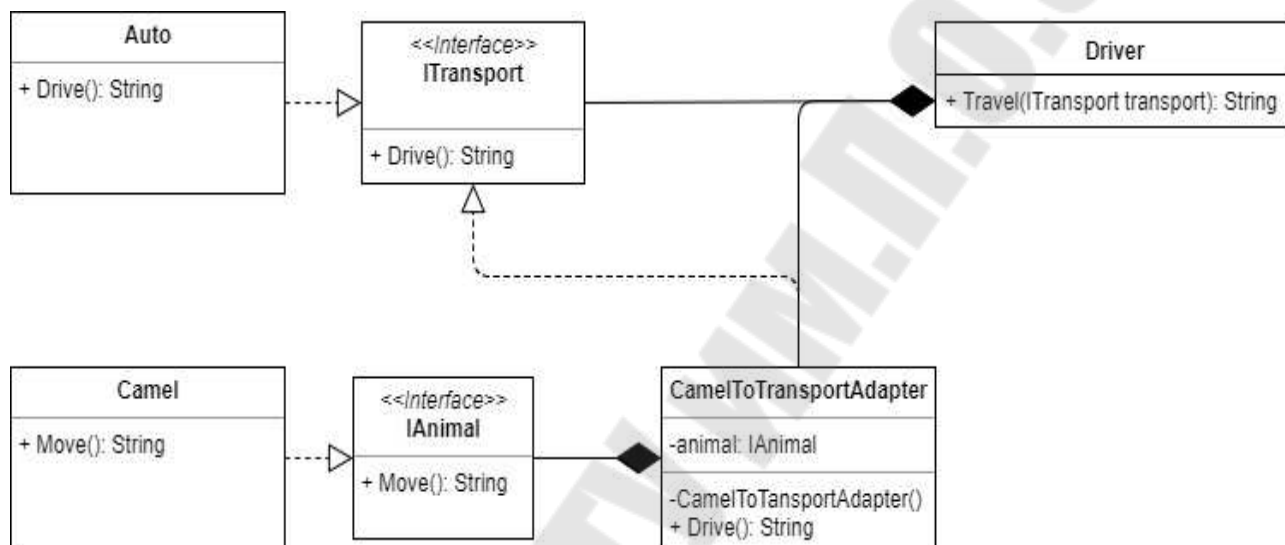 Auto
+ Drive(): String
<<Interface>>
ITransport
+ Drive(): String
Driver
+ Travel(ITransport transport): String
Camel
+ Move(): String
<<Interface>>
IAnimal
+ Move(): String
CamelToTransportAdapter
-animal: IAnimal
-CamelToTansportAdapter()
+ Drive(): String